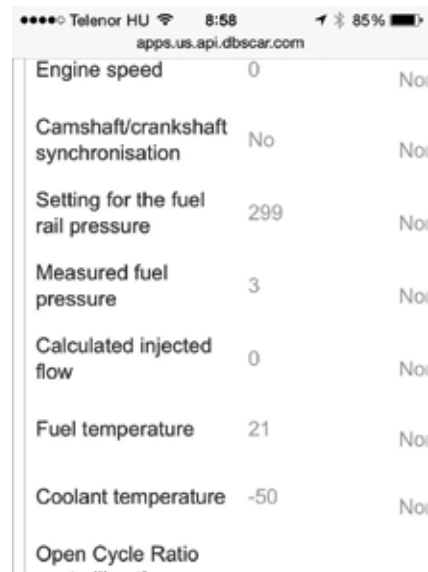 Telenor HU 8:58 85%
apps.us.api.dbscar.com
Engine speed 0
Camshaft/crankshaft
synchronisation No
Setting for the fuel
rail pressure 299
Measured fuel
pressure 3
Calculated injected
flow 0
Fuel temperature 21
Coolant temperature -50
Open Cycle Ratio